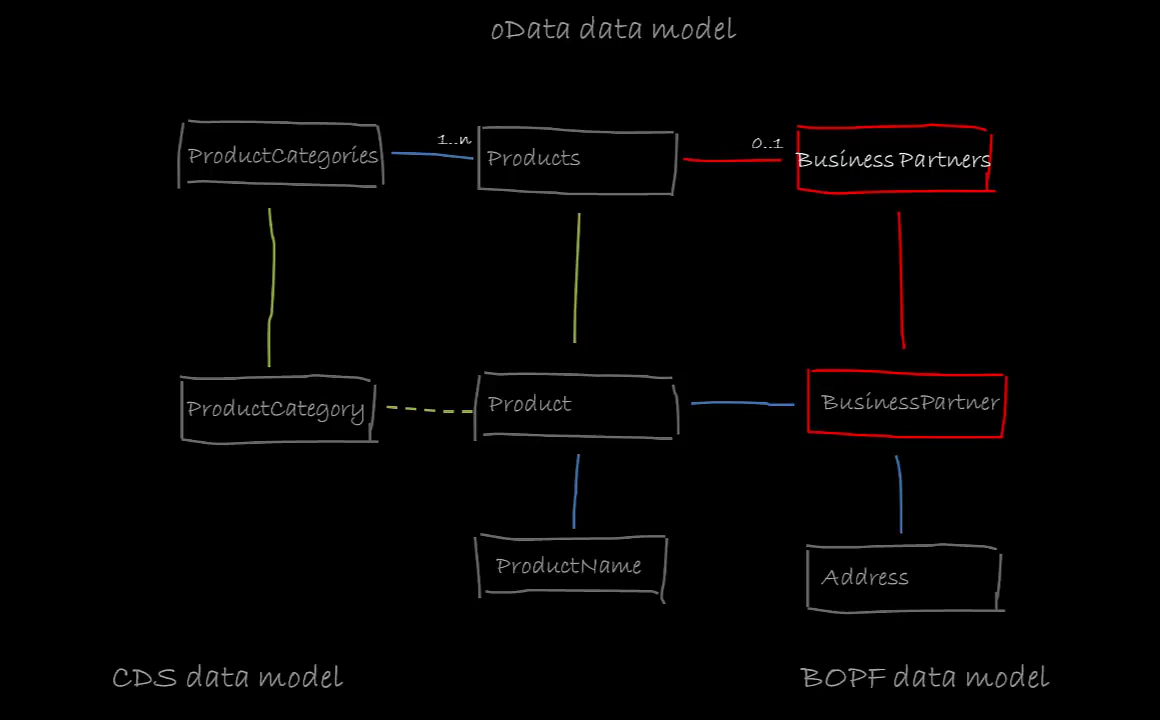 oData data model
1..n
0..1
ProductCategories
Products
Business Partners
ProductCategory
Product
BusinessPartner
ProductName
Address
CDS data model
BOPF data model